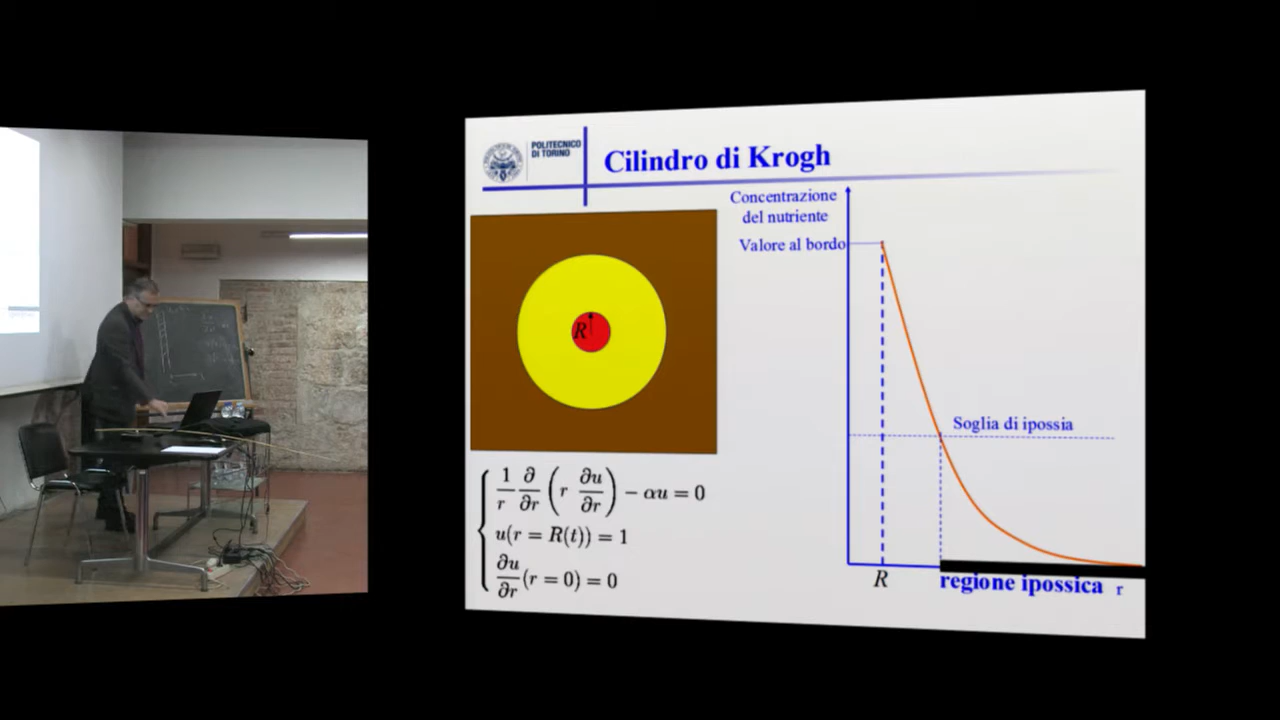 POLITECNICO
DI TORINO
Cilindro di Krogh
Concentrazione
del nutriente
Valore al bordo
R
Soglia di ipossia
R
regione ipossica r
1/r ∂/∂r (r ∂u/∂r) − αu = 0
u(r = R(t)) = 1
∂u/∂r (r = 0) = 0